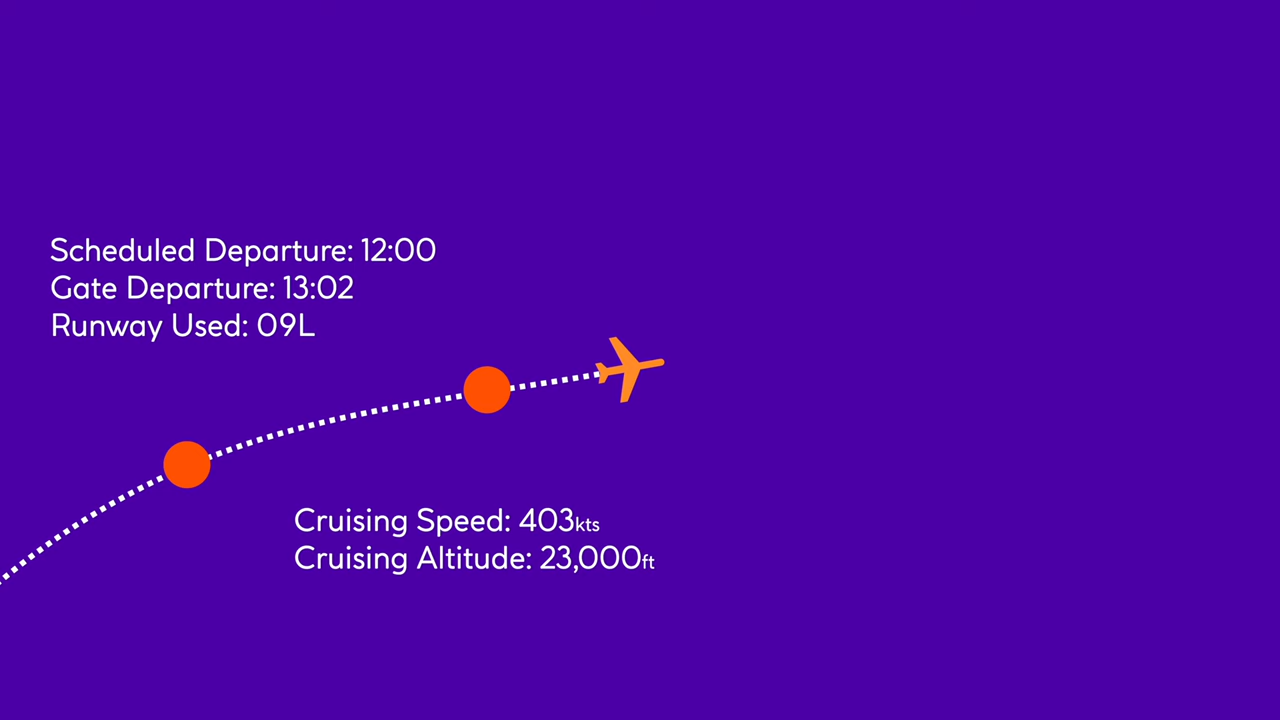 Scheduled Departure: 12:00
Gate Departure: 13:02
Runway Used: 09L
Cruising Speed: 403kts
Cruising Altitude: 23,000ft